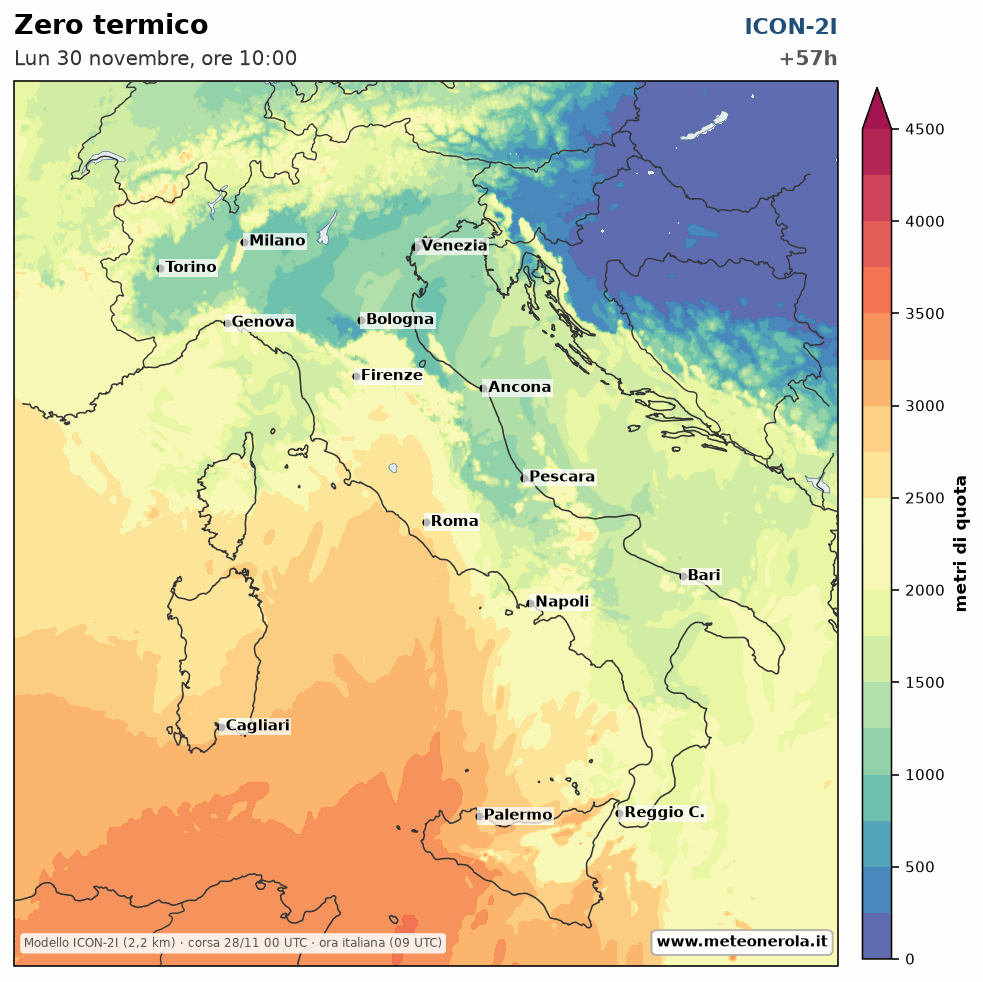 Zero termico
ICON-2I
Lun 30 novembre, ore 10:00
+57h
Milano
Venezia
Torino
Genova
Bologna
Firenze
Ancona
Pescara
Roma
Bari
Napoli
Cagliari
Palermo
Reggio C.
4500
4000
3500
3000
2500
2000
1500
1000
500
0
metri di quota
Modello ICON-2I (2,2 km) · corsa 28/11 00 UTC · ora italiana (09 UTC)
www.meteonerola.it